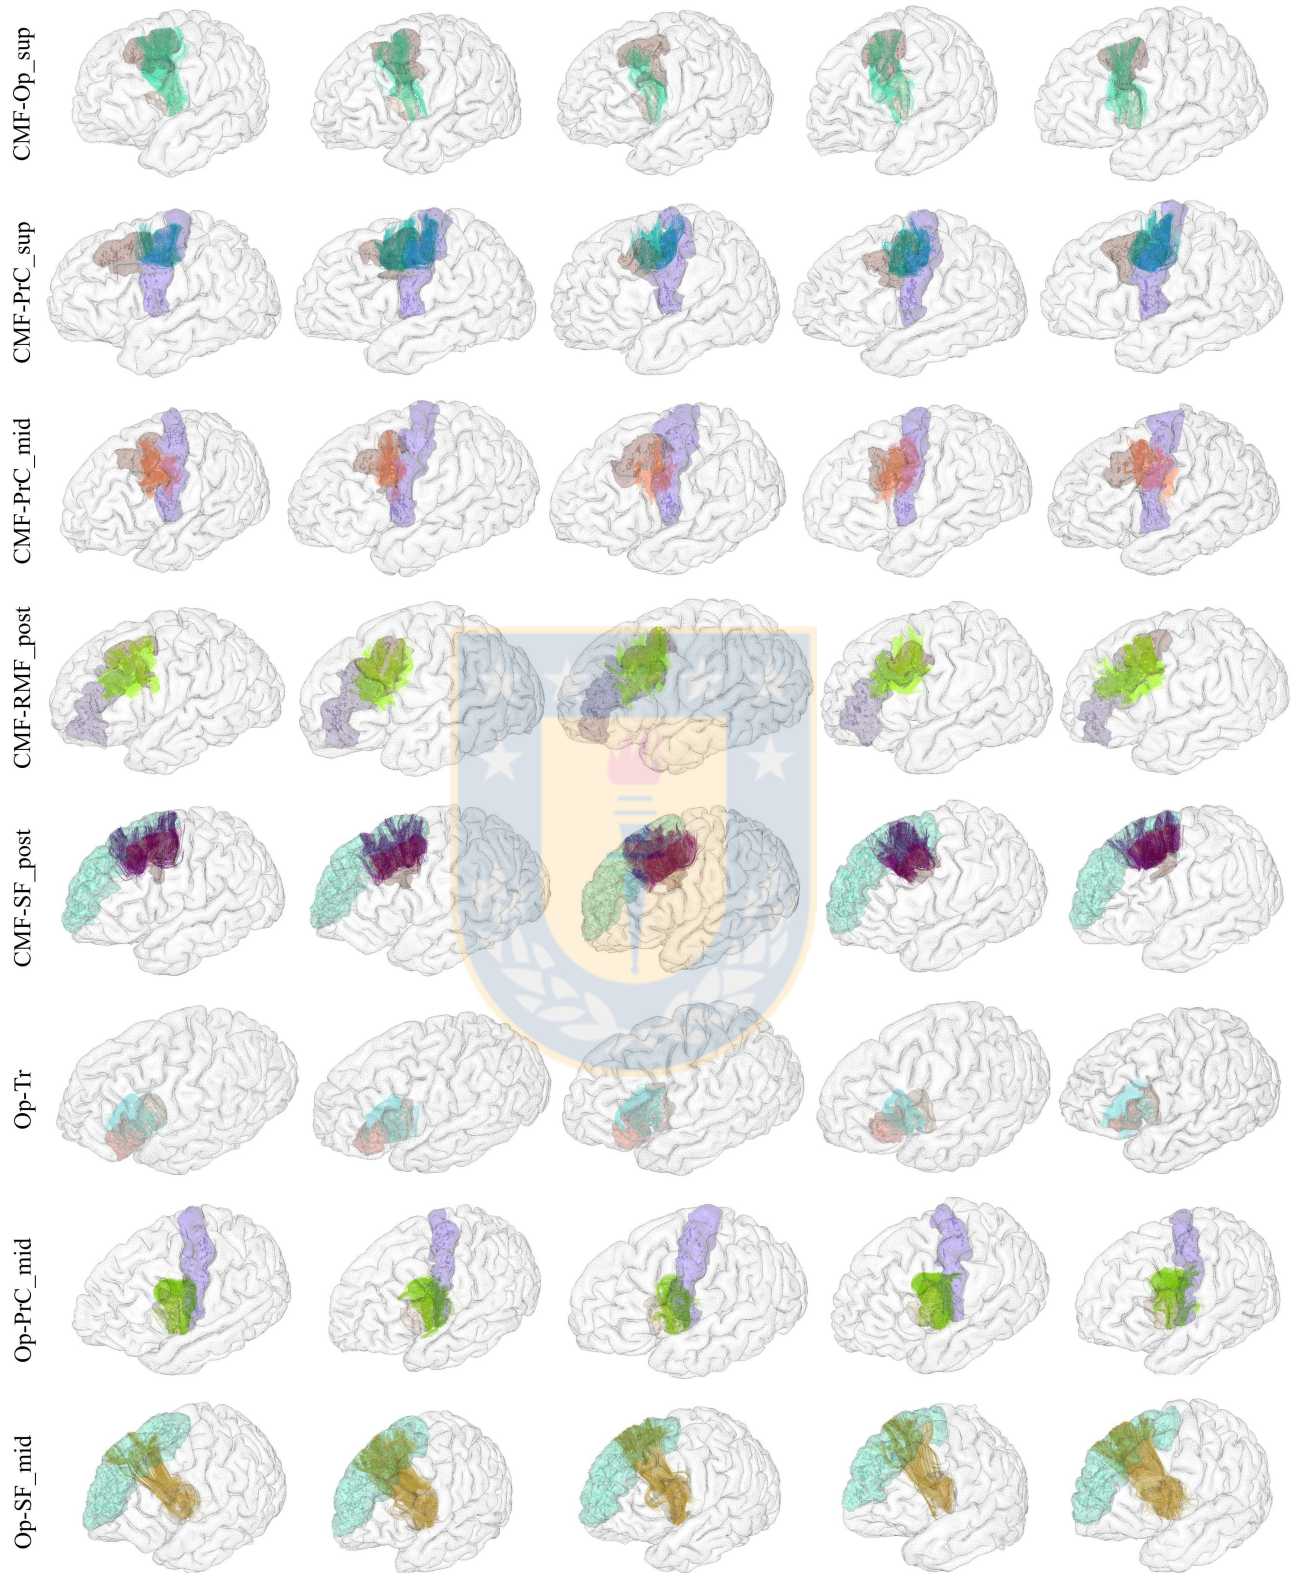 CMF-Op_sup
CMF-PrC_sup
CMF-PrC_mid
CMF-RMF_post
CMF-SF_post
Op-Tr
Op-PrC_mid
Op-SF_mid